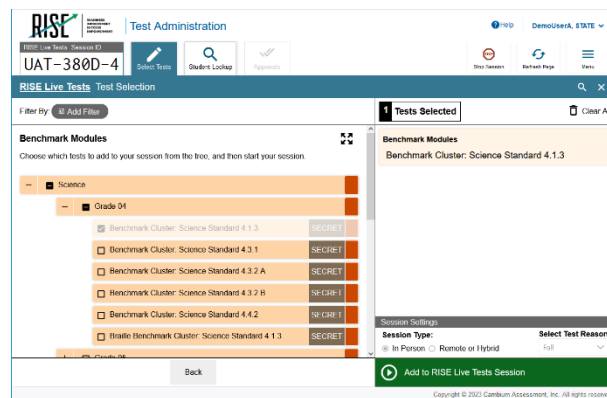 RISE
READINESS
IMPROVEMENT
SUCCESS
EMPOWERMENT
Test Administration
Help
DemoUserA, STATE
RISE Live Tests Session ID
UAT-380D-4
Select Tests
Student Lookup
Approvals
Stop Session
Refresh Page
Menu
RISE Live Tests Test Selection
Filter By: Add Filter
1 Tests Selected
Clear A
Benchmark Modules
Choose which tests to add to your session from the tree, and then start your session.
Science
Grade 04
Benchmark Cluster: Science Standard 4.1.3 SECRET
Benchmark Cluster: Science Standard 4.3.1 SECRET
Benchmark Cluster: Science Standard 4.3.2 A SECRET
Benchmark Cluster: Science Standard 4.3.2 B SECRET
Benchmark Cluster: Science Standard 4.4.2 SECRET
Braille Benchmark Cluster: Science Standard 4.1.3 SECRET
Grade 05
Benchmark Modules
Benchmark Cluster: Science Standard 4.1.3
Session Settings
Session Type:
In Person Remote or Hybrid
Select Test Reason
Fall
Back
Add to RISE Live Tests Session
Copyright © 2023 Cambium Assessment, Inc. All rights reserve